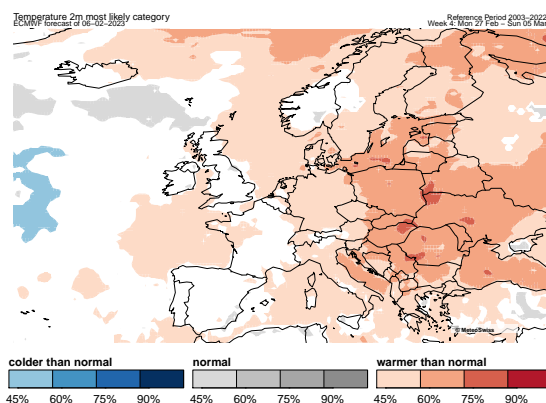 Temperature 2m most likely category
ECMWF forecast of 06-02-2023
Reference Period 2003-2022
Week 4: Mon 27 Feb - Sun 05 Mar
© MeteoSwiss
colder than normal
normal
warmer than normal
45% 60% 75% 90%
45% 60% 75% 90%
45% 60% 75% 90%